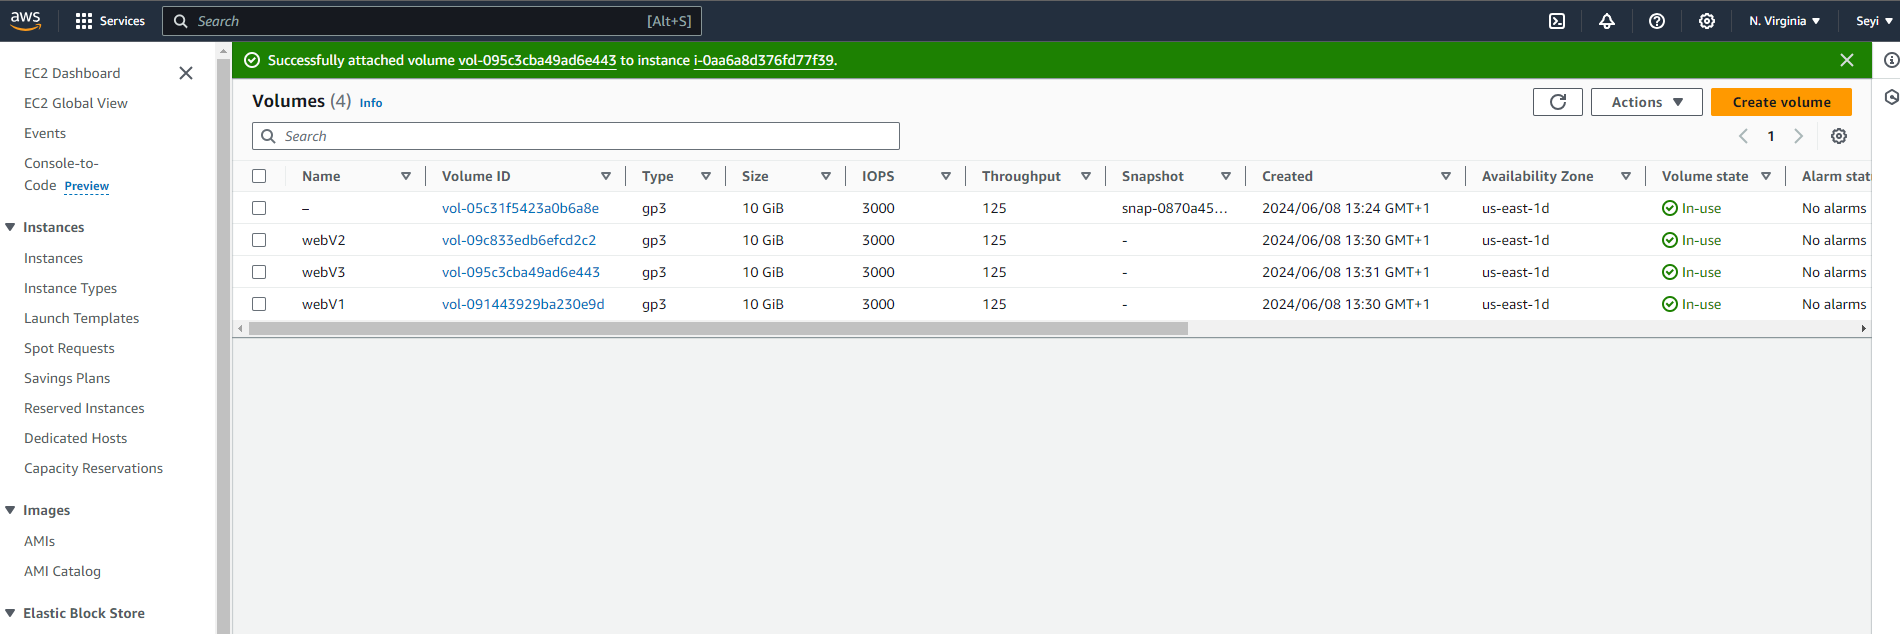 aws
Services
Search
[Alt+S]
N. Virginia
Seyi
EC2 Dashboard
EC2 Global View
Events
Console-to-
Code Preview
Instances
Instances
Instance Types
Launch Templates
Spot Requests
Savings Plans
Reserved Instances
Dedicated Hosts
Capacity Reservations
Images
AMIs
AMI Catalog
Elastic Block Store
Successfully attached volume vol-095c3cba49ad6e443 to instance i-0aa6a8d376fd77f39.
Volumes (4) Info
Actions
Create volume
Search
1
Name Volume ID Type Size IOPS Throughput Snapshot Created Availability Zone Volume state Alarm stat
– vol-05c31f5423a0b6a8e gp3 10 GiB 3000 125 snap-0870a45... 2024/06/08 13:24 GMT+1 us-east-1d In-use No alarms
webV2 vol-09c833edb6efcd2c2 gp3 10 GiB 3000 125 - 2024/06/08 13:30 GMT+1 us-east-1d In-use No alarms
webV3 vol-095c3cba49ad6e443 gp3 10 GiB 3000 125 - 2024/06/08 13:31 GMT+1 us-east-1d In-use No alarms
webV1 vol-091443929ba230e9d gp3 10 GiB 3000 125 - 2024/06/08 13:30 GMT+1 us-east-1d In-use No alarms